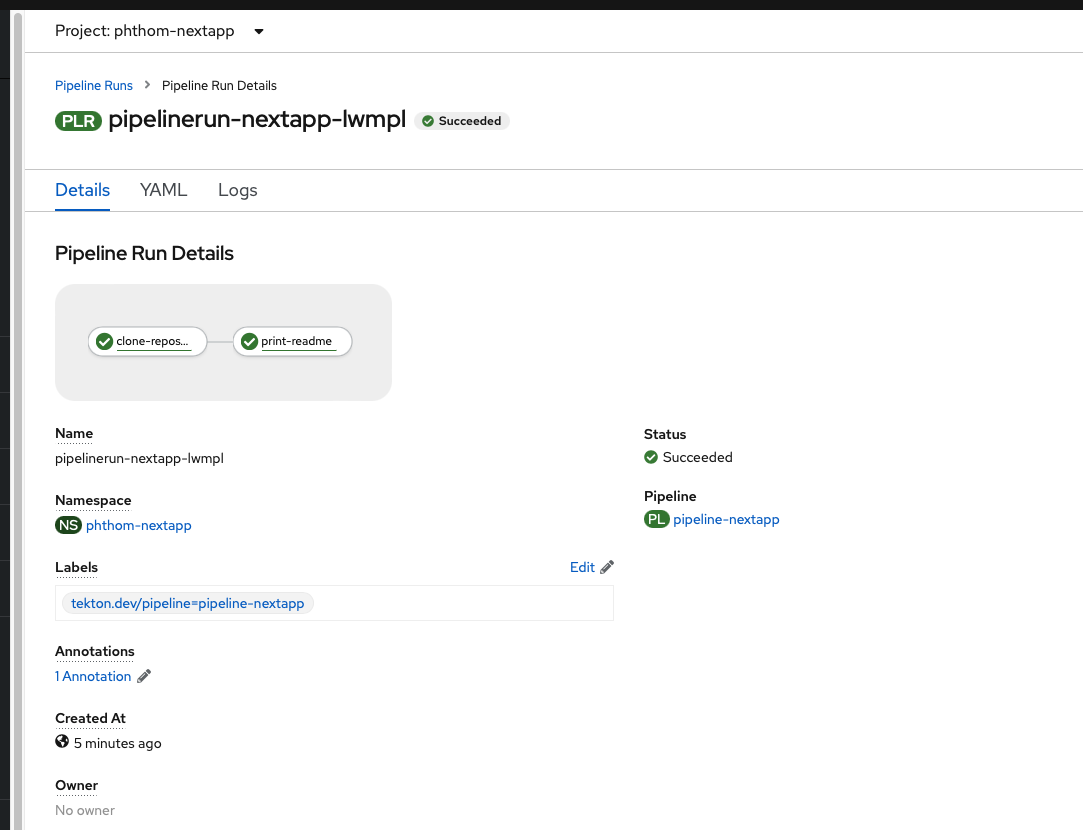 Project: phthom-nextapp
Pipeline Runs > Pipeline Run Details
PLR pipelinerun-nextapp-lwmpl Succeeded
Details YAML Logs
Pipeline Run Details
clone-repos... print-readme
Name
pipelinerun-nextapp-lwmpl
Namespace
NS phthom-nextapp
Labels Edit
tekton.dev/pipeline=pipeline-nextapp
Annotations
1 Annotation
Created At
5 minutes ago
Owner
No owner
Status
Succeeded
Pipeline
PL pipeline-nextapp